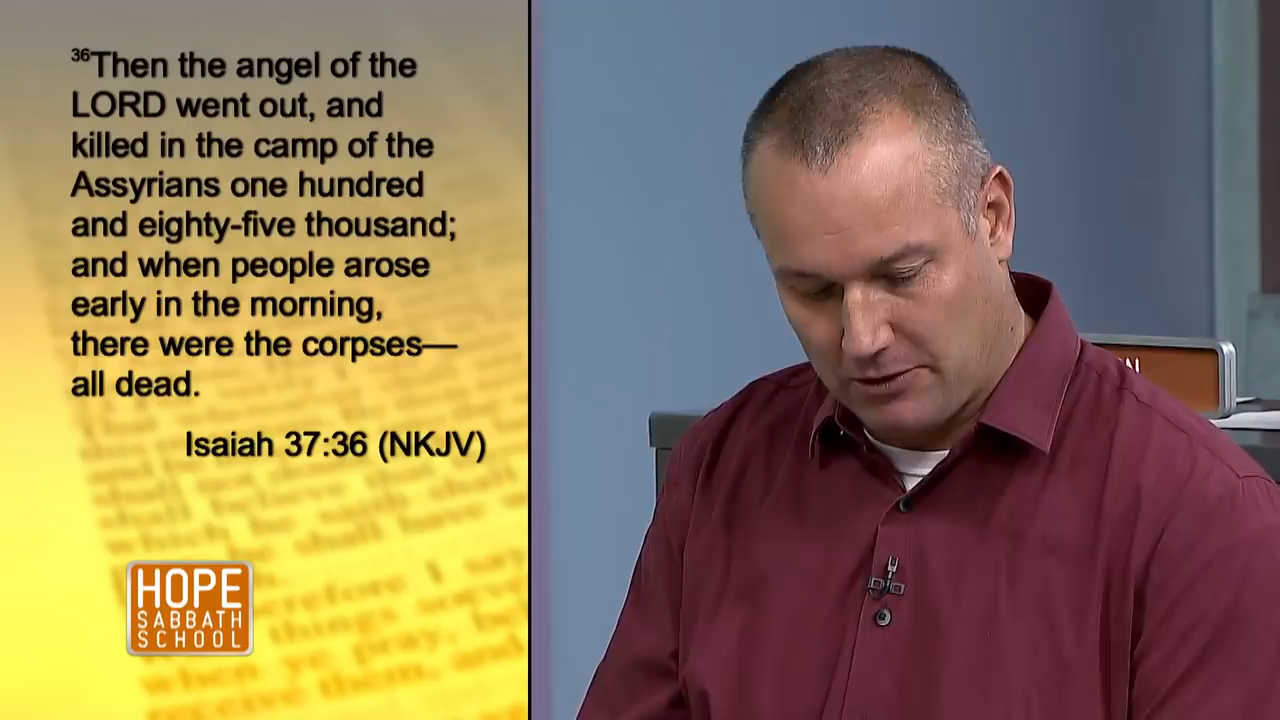 36Then the angel of the
LORD went out, and
killed in the camp of the
Assyrians one hundred
and eighty-five thousand;
and when people arose
early in the morning,
there were the corpses—
all dead.
Isaiah 37:36 (NKJV)
HOPE
SABBATH
SCHOOL